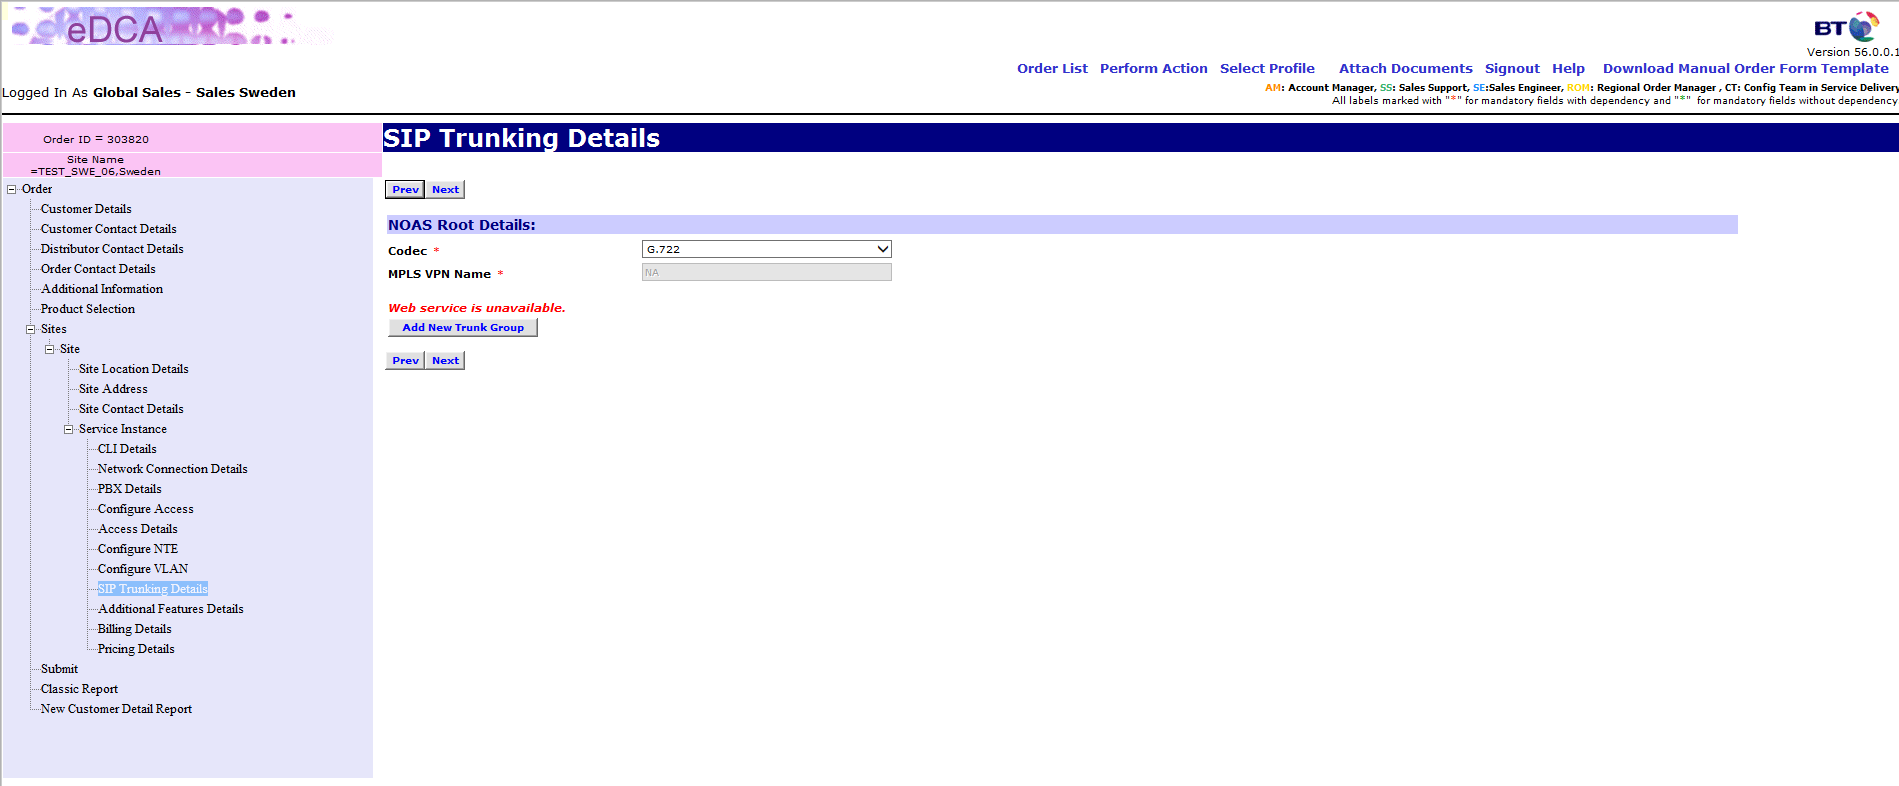 eDCA
BT
Version 56.0.0.1
Order List Perform Action Select Profile Attach Documents Signout Help Download Manual Order Form Template
Logged In As Global Sales - Sales Sweden
AM: Account Manager, SS: Sales Support, SE:Sales Engineer, ROM: Regional Order Manager , CT: Config Team in Service Delivery
All labels marked with "*" for mandatory fields with dependency and "*" for mandatory fields without dependency
Order ID = 303820
Site Name
=TEST_SWE_06,Sweden
Order
Customer Details
Customer Contact Details
Distributor Contact Details
Order Contact Details
Additional Information
Product Selection
Sites
Site
Site Location Details
Site Address
Site Contact Details
Service Instance
CLI Details
Network Connection Details
PBX Details
Configure Access
Access Details
Configure NTE
Configure VLAN
SIP Trunking Details
Additional Features Details
Billing Details
Pricing Details
Submit
Classic Report
New Customer Detail Report
SIP Trunking Details
Prev Next
NOAS Root Details:
Codec * G.722
MPLS VPN Name * NA
Web service is unavailable.
Add New Trunk Group
Prev Next